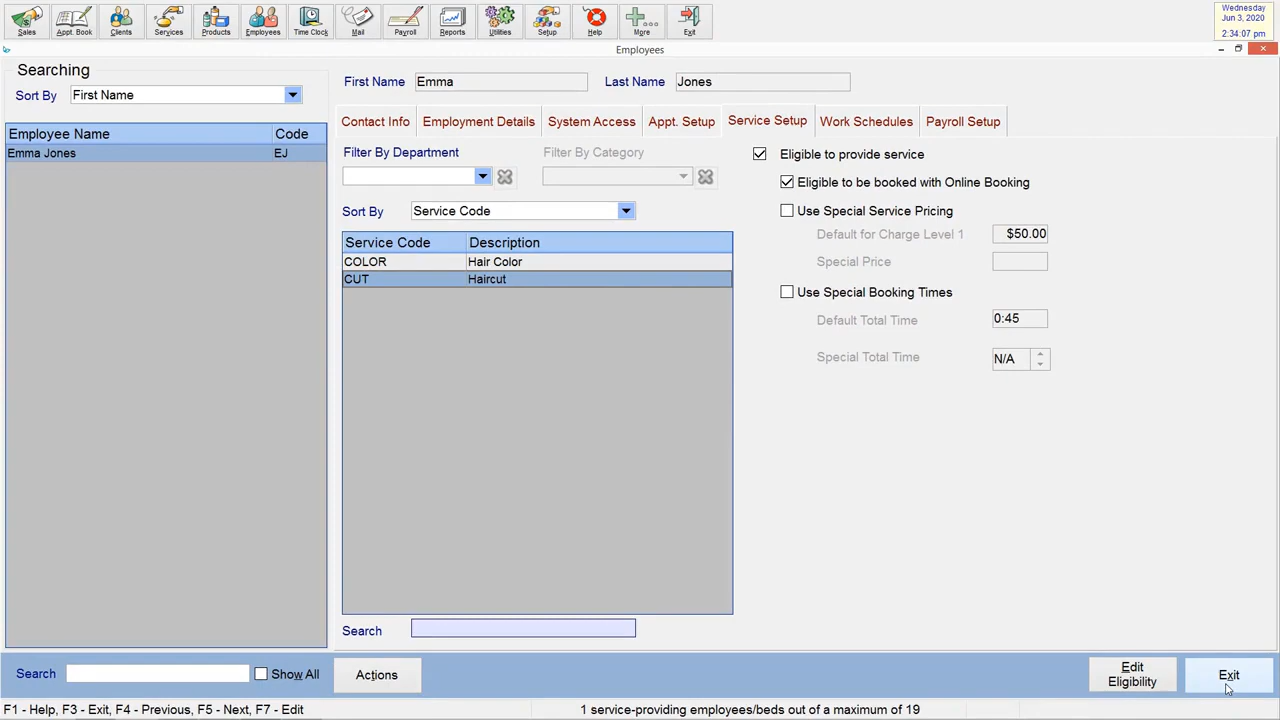 Sales Appt. Book Clients Services Products Employees Time Clock Mail Payroll Reports Utilities Setup Help More Exit
Wednesday
Jun 3, 2020
2:34:07 pm
Employees
Searching
Sort By First Name
Employee Name Code
Emma Jones EJ
First Name Emma Last Name Jones
Contact Info Employment Details System Access Appt. Setup Service Setup Work Schedules Payroll Setup
Filter By Department Filter By Category
Sort By Service Code
Service Code Description
COLOR Hair Color
CUT Haircut
Search
Eligible to provide service
Eligible to be booked with Online Booking
Use Special Service Pricing
Default for Charge Level 1 $50.00
Special Price
Use Special Booking Times
Default Total Time 0:45
Special Total Time N/A
Search Show All Actions
Edit
Eligibility
Exit
F1 - Help, F3 - Exit, F4 - Previous, F5 - Next, F7 - Edit 1 service-providing employees/beds out of a maximum of 19